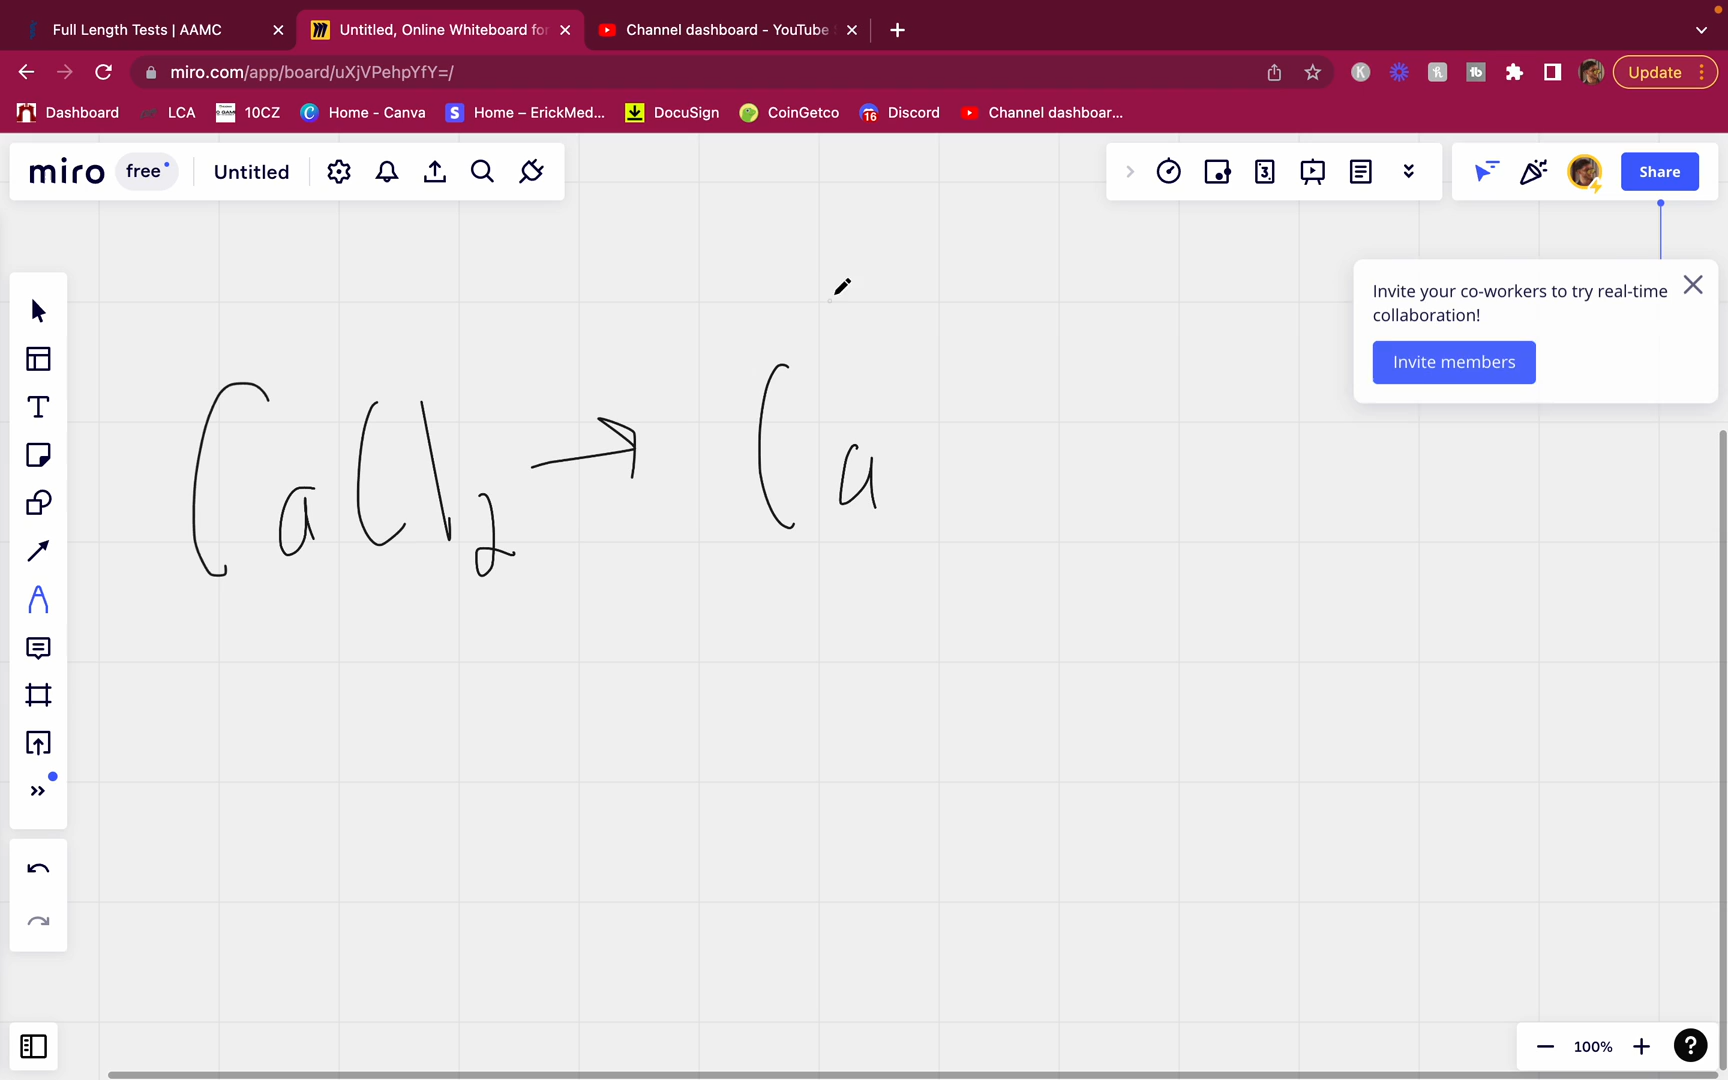 Full Length Tests | AAMC
Untitled, Online Whiteboard for
Channel dashboard - YouTube
miro.com/app/board/uXjVPehpYfY=/
Update
Dashboard LCA 10CZ Home - Canva Home – ErickMed... DocuSign CoinGetco 16 Discord Channel dashboar...
miro free Untitled
3
Share
Invite your co-workers to try real-time
collaboration!
Invite members
T
CaCl2 → Ca
100%
?